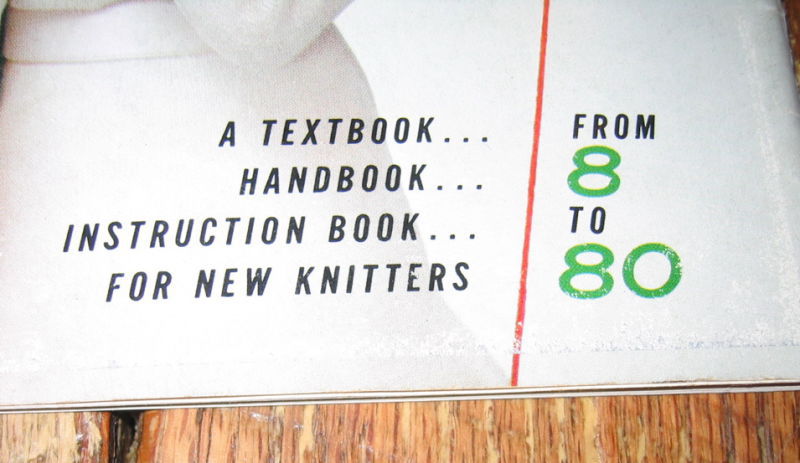 A TEXTBOOK...
HANDBOOK...
INSTRUCTION BOOK...
FOR NEW KNITTERS
FROM
8
TO
80